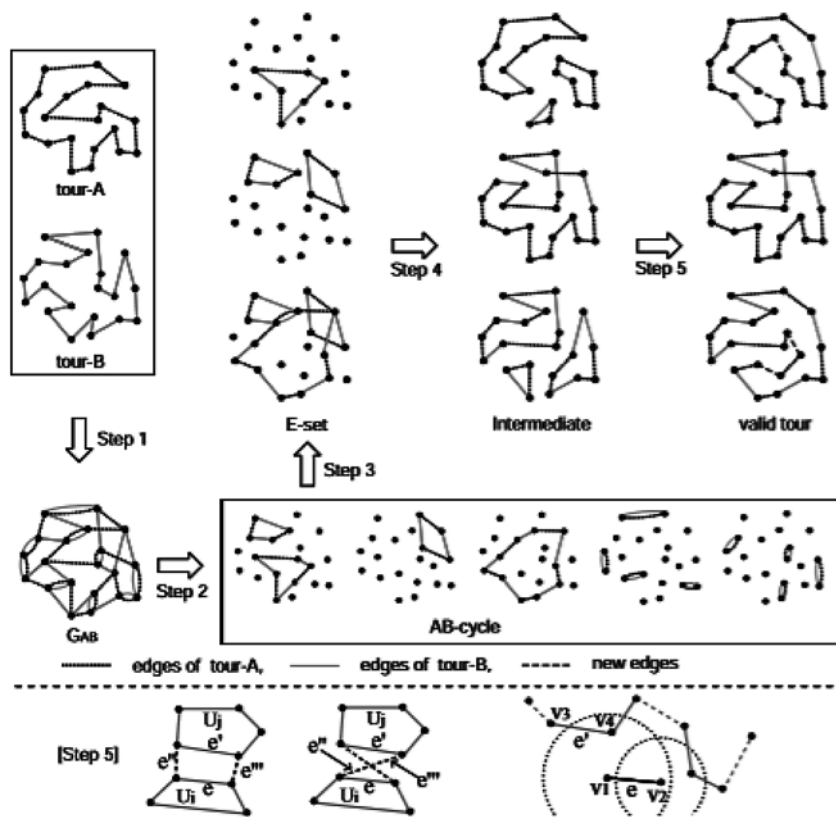 tour-A
tour-B
Step 1
GAB
Step 2
AB-cycle
Step 3
E-set
Step 4
Intermediate
Step 5
valid tour
edges of tour-A, edges of tour-B, new edges
[Step 5]
Uj
e'
e''
e'''
e
Ui
Uj
e'
e''
e'''
e
Ui
v3
v4
e'
v1
e
v2